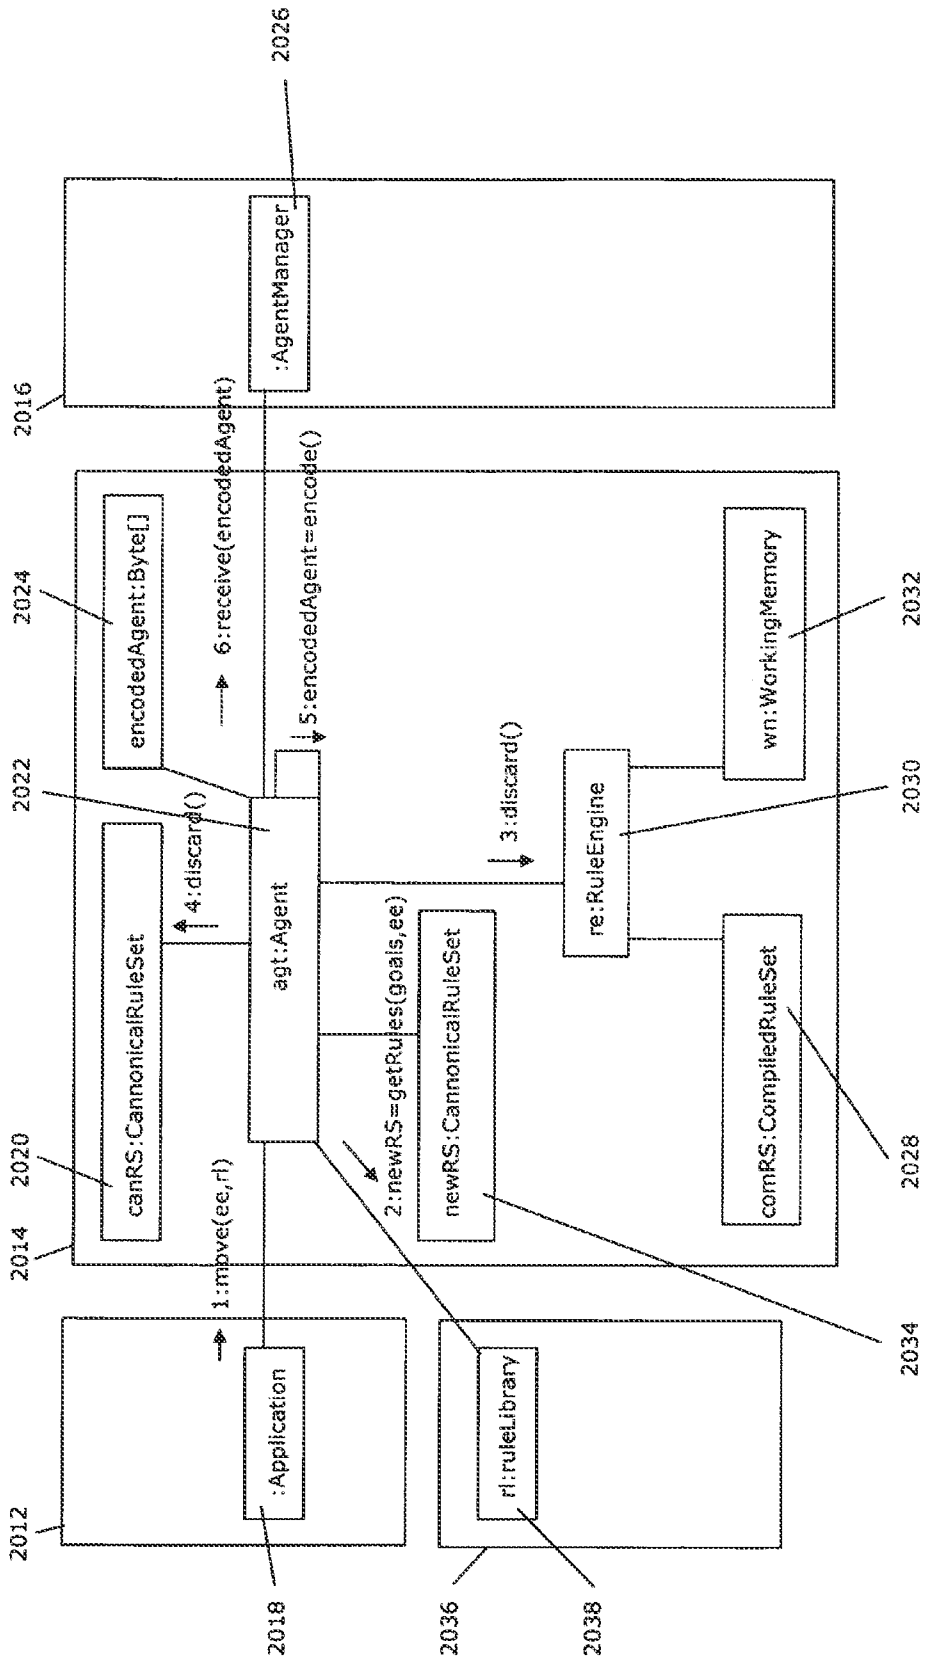 2012
2014
2016
2020
2022
2024
2026
canRS:CannonicalRuleSet
encodedAgent:Byte[]
4:discard()
1:move(ee,rl)
6:receive(encodedAgent)
:Application
agt:Agent
:AgentManager
5:encodedAgent=encode()
2018
2:newRS=getRules(goals,ee)
newRS:CannonicalRuleSet
3:discard()
rl:ruleLibrary
re:RuleEngine
2036
2038
comRS:CompiledRuleSet
wn:WorkingMemory
2034
2028
2030
2032